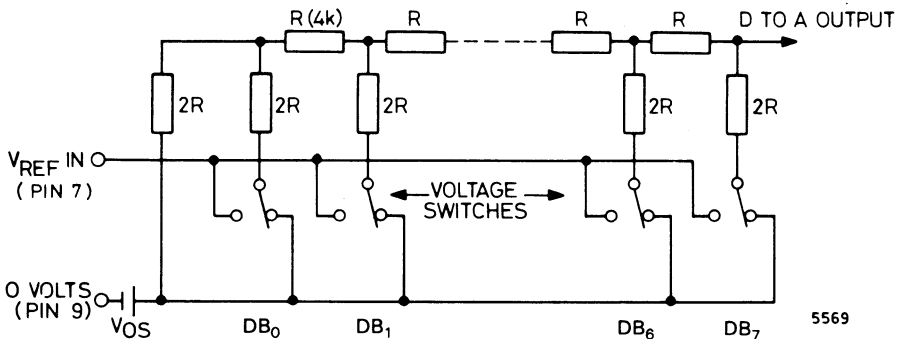 R (4k) R R R D TO A OUTPUT
2R 2R 2R 2R 2R
V_REF IN
(PIN 7)
VOLTAGE
SWITCHES
0 VOLTS
(PIN 9)
V_OS DB_0 DB_1 DB_6 DB_7 5569